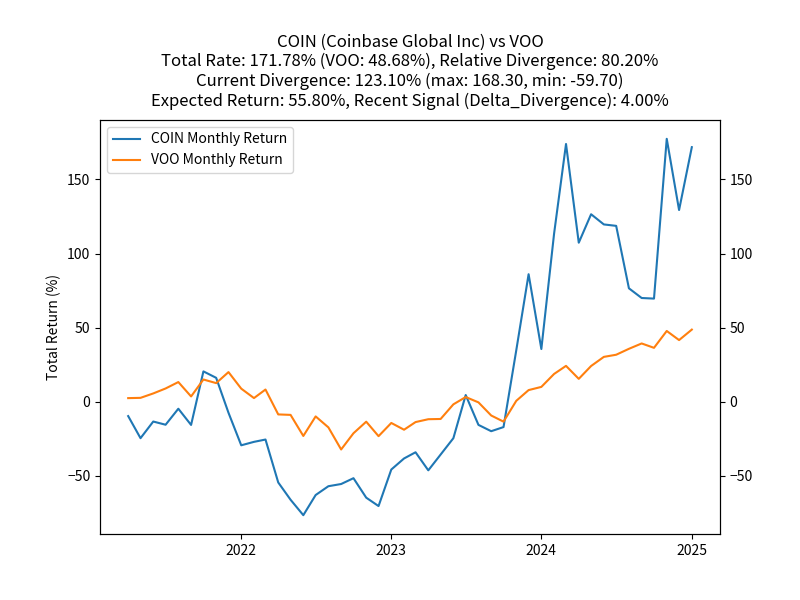 COIN (Coinbase Global Inc) vs VOO
Total Rate: 171.78% (VOO: 48.68%), Relative Divergence: 80.20%
Current Divergence: 123.10% (max: 168.30, min: -59.70)
Expected Return: 55.80%, Recent Signal (Delta_Divergence): 4.00%
COIN Monthly Return
VOO Monthly Return
Total Return (%)
150
100
50
0
−50
150
100
50
0
−50
2022
2023
2024
2025